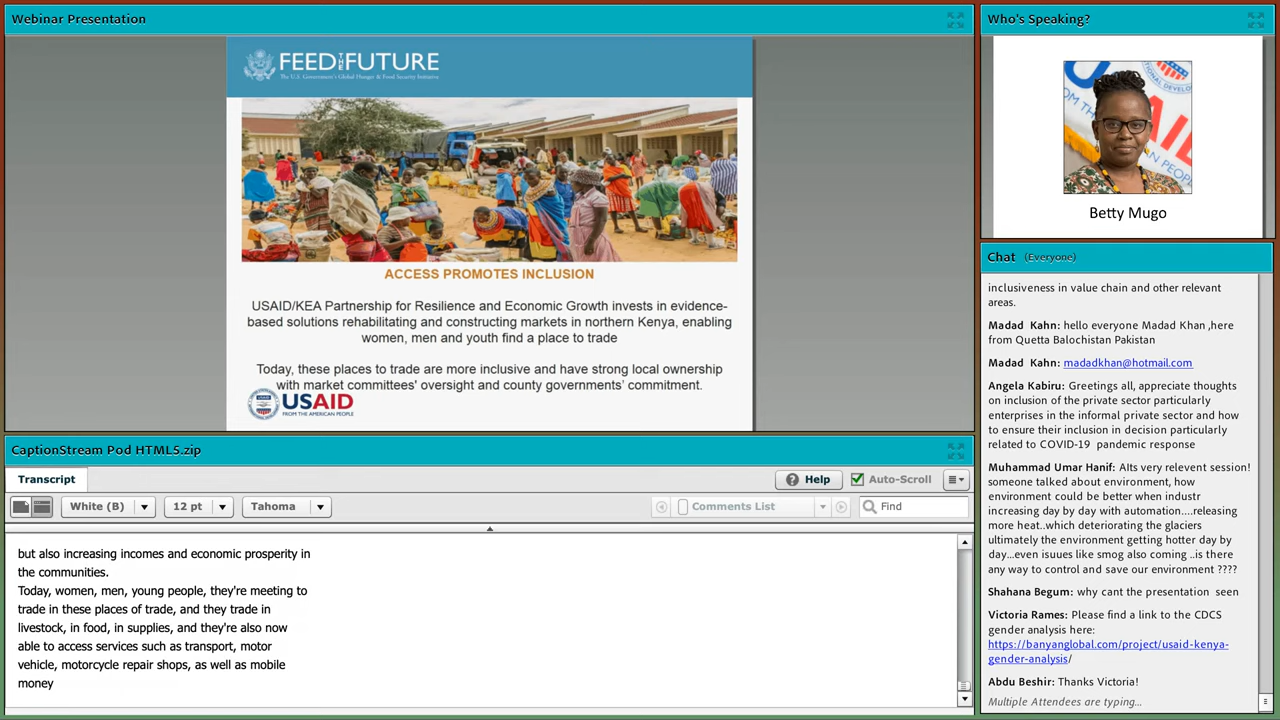 Webinar Presentation
FEED THE FUTURE
The U.S. Government's Global Hunger & Food Security Initiative
ACCESS PROMOTES INCLUSION
USAID/KEA Partnership for Resilience and Economic Growth invests in evidence-
based solutions rehabilitating and constructing markets in northern Kenya, enabling
women, men and youth find a place to trade
Today, these places to trade are more inclusive and have strong local ownership
with market committees' oversight and county governments' commitment.
USAID
FROM THE AMERICAN PEOPLE
Who's Speaking?
Betty Mugo
Chat (Everyone)
inclusiveness in value chain and other relevant
areas.
Madad Kahn: hello everyone Madad Khan ,here
from Quetta Balochistan Pakistan
Madad Kahn: madadkhan@hotmail.com
Angela Kabiru: Greetings all, appreciate thoughts
on inclusion of the private sector particularly
enterprises in the informal private sector and how
to ensure their inclusion in decision particularly
related to COVID-19 pandemic response
Muhammad Umar Hanif: AIts very relevent session!
someone talked about environment, how
environment could be better when industr
increasing day by day with automation....releasing
more heat..which deteriorating the glaciers
ultimately the environment getting hotter day by
day...even isuues like smog also coming ..is there
any way to control and save our environment ????
Shahana Begum: why cant the presentation seen
Victoria Rames: Please find a link to the CDCS
gender analysis here:
https://banyanglobal.com/project/usaid-kenya-
gender-analysis/
Abdu Beshir: Thanks Victoria!
Multiple Attendees are typing...
CaptionStream Pod HTML5.zip
Transcript
Help
Auto-Scroll
White (B)
12 pt
Tahoma
Comments List
Find
but also increasing incomes and economic prosperity in
the communities.
Today, women, men, young people, they're meeting to
trade in these places of trade, and they trade in
livestock, in food, in supplies, and they're also now
able to access services such as transport, motor
vehicle, motorcycle repair shops, as well as mobile
money